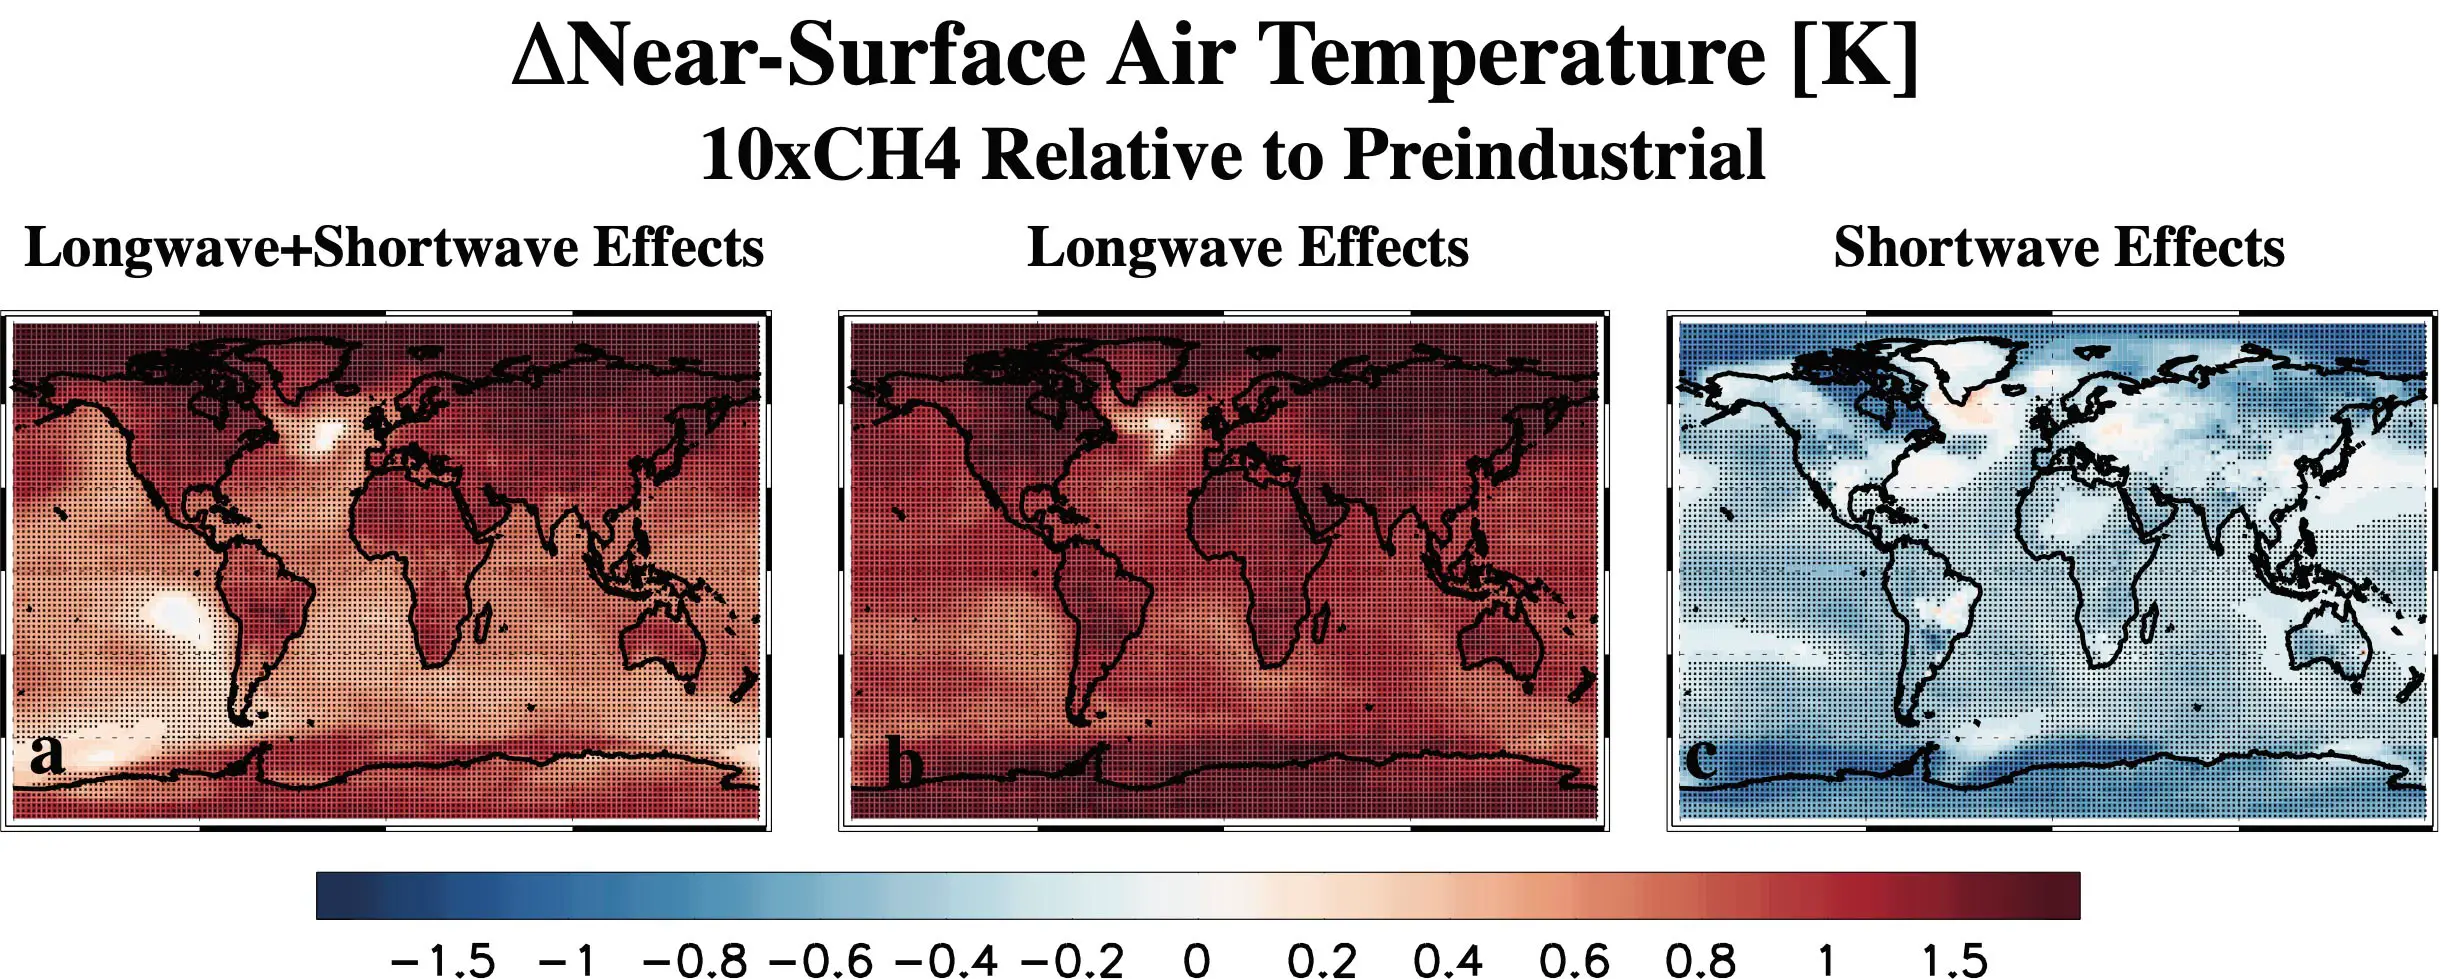 ΔNear-Surface Air Temperature [K]
10xCH4 Relative to Preindustrial
Longwave+Shortwave Effects
Longwave Effects
Shortwave Effects
a
b
c
−1.5 −1 −0.8 −0.6 −0.4 −0.2 0 0.2 0.4 0.6 0.8 1 1.5